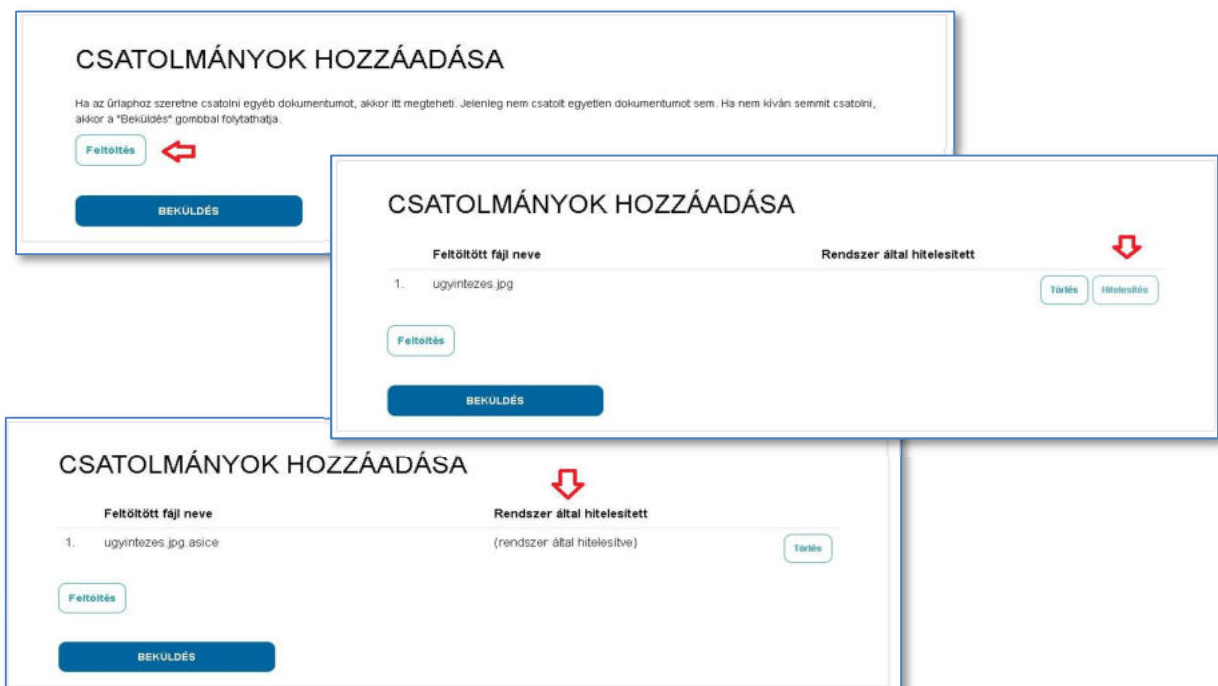 CSATOLMÁNYOK HOZZÁADÁSA
Ha az űrlaphoz szeretne csatolni egyéb dokumentumot, akkor itt megteheti. Jelenleg nem csatolt egyetlen dokumentumot sem. Ha nem kíván semmit csatolni,
akkor a "Beküldés" gombbal folytathatja.
Feltöltés
BEKÜLDÉS
CSATOLMÁNYOK HOZZÁADÁSA
Feltöltött fájl neve Rendszer által hitelesített
1. ugyintezes.jpg Törlés Hitelesítés
Feltöltés
BEKÜLDÉS
CSATOLMÁNYOK HOZZÁADÁSA
Feltöltött fájl neve Rendszer által hitelesített
1. ugyintezes.jpg.asice (rendszer által hitelesítve) Törlés
Feltöltés
BEKÜLDÉS